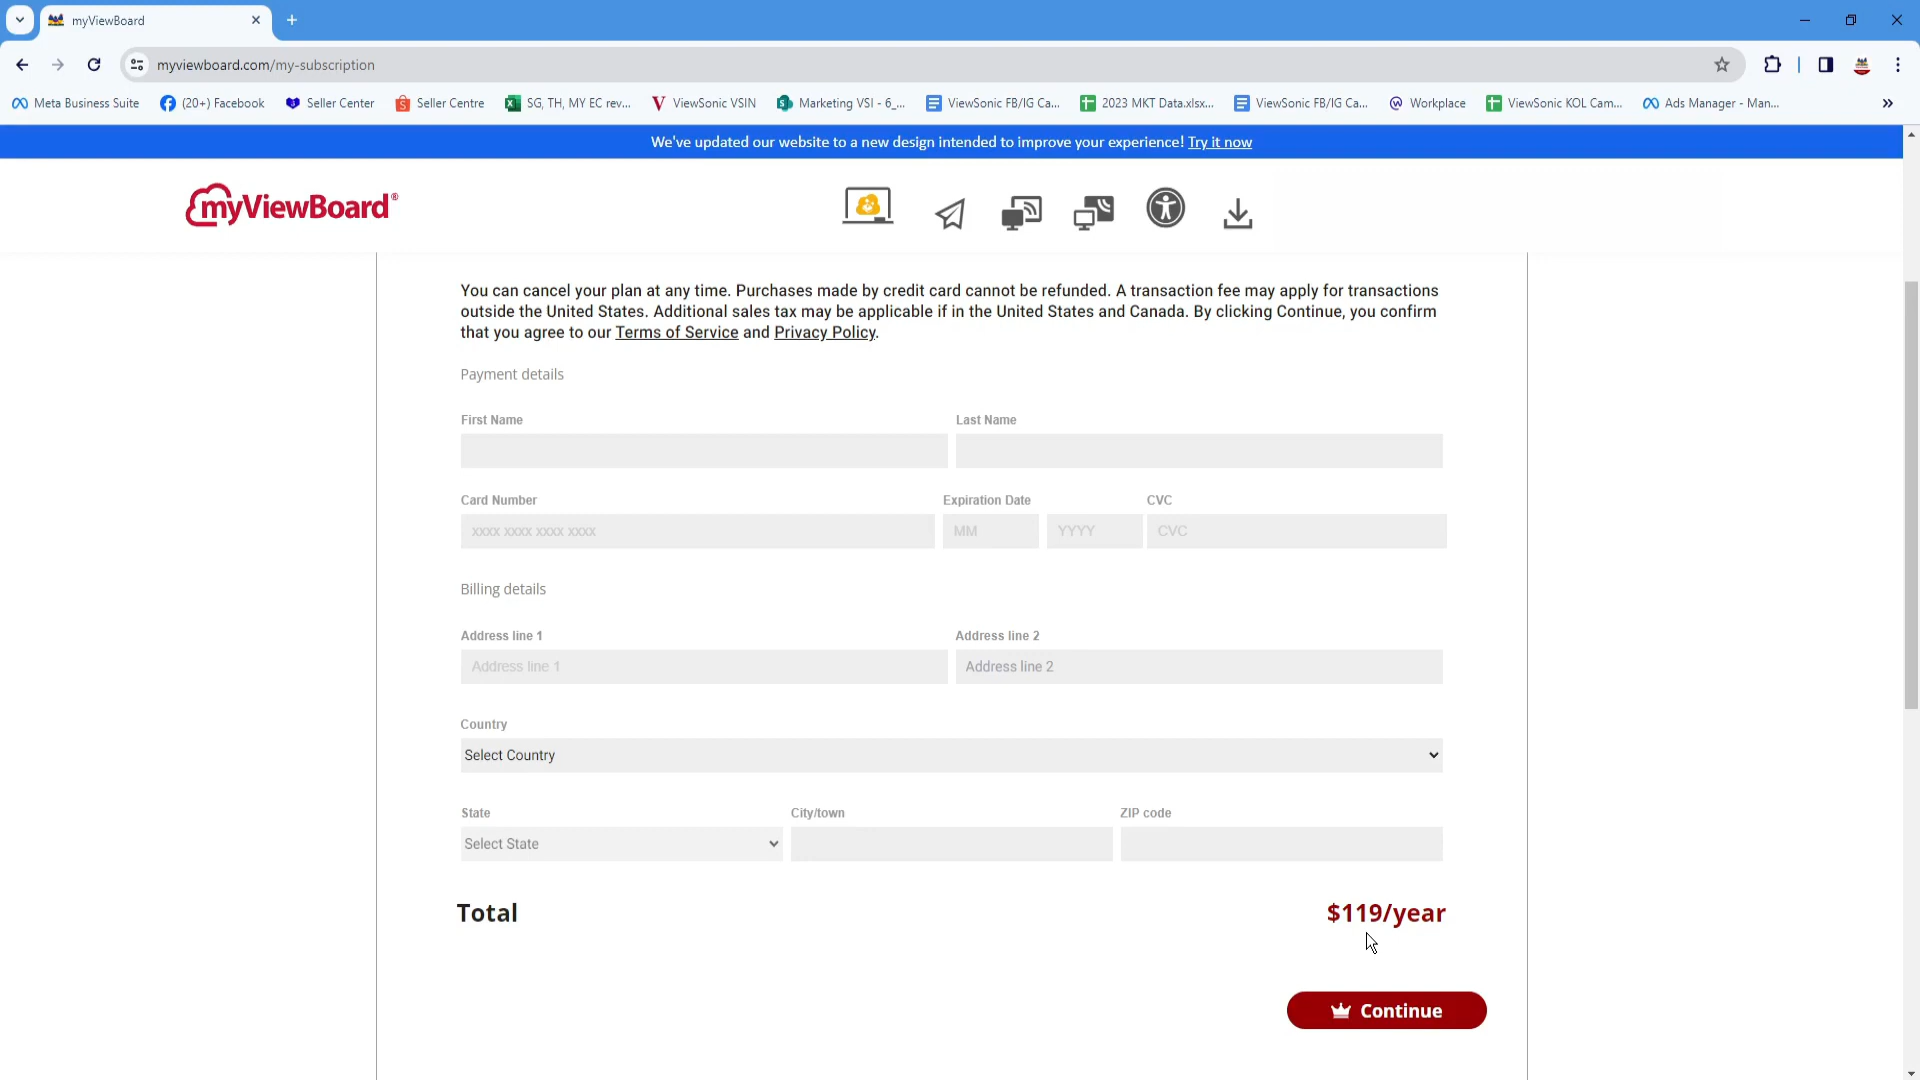 myViewBoard
myviewboard.com/my-subscription
Meta Business Suite
(20+) Facebook
Seller Center
Seller Centre
SG, TH, MY EC rev...
ViewSonic VSIN
Marketing VSI - 6_...
ViewSonic FB/IG Ca...
2023 MKT Data.xlsx...
ViewSonic FB/IG Ca...
Workplace
ViewSonic KOL Cam...
Ads Manager - Man...
We've updated our website to a new design intended to improve your experience! Try it now
myViewBoard®
You can cancel your plan at any time. Purchases made by credit card cannot be refunded. A transaction fee may apply for transactions
outside the United States. Additional sales tax may be applicable if in the United States and Canada. By clicking Continue, you confirm
that you agree to our Terms of Service and Privacy Policy.
Payment details
First Name
Last Name
Card Number
Expiration Date
CVC
xxxx xxxx xxxx xxxx
MM
YYYY
CVC
Billing details
Address line 1
Address line 2
Address line 1
Address line 2
Country
Select Country
State
City/town
ZIP code
Select State
Total
$119/year
Continue